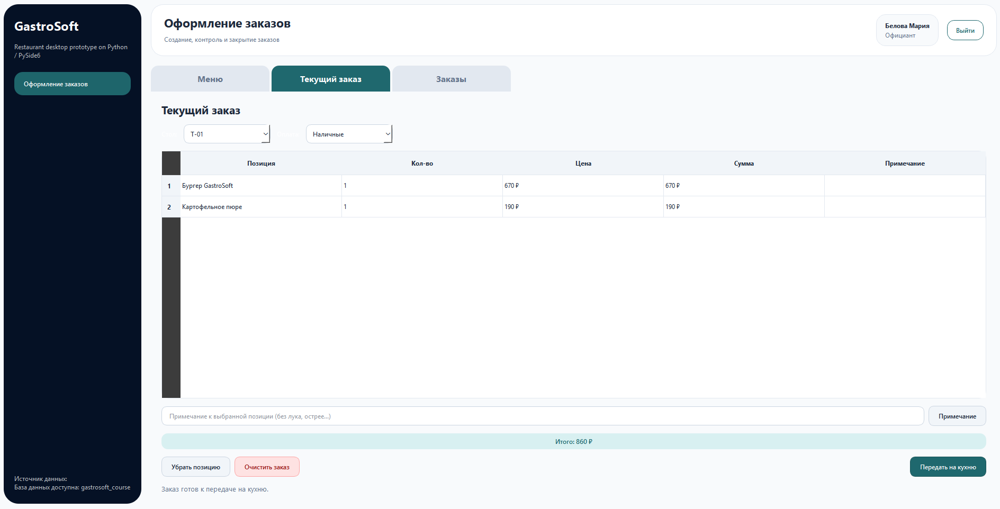 GastroSoft
Restaurant desktop prototype on Python
/ PySide6
Оформление заказов
Источник данных:
База данных доступна: gastrosoft_course
Оформление заказов
Создание, контроль и закрытие заказов
Белова Мария
Официант
Выйти
Меню
Текущий заказ
Заказы
Текущий заказ
T-01
Наличные
Позиция Кол-во Цена Сумма Примечание
1 Бургер GastroSoft 1 670 ₽ 670 ₽
2 Картофельное пюре 1 190 ₽ 190 ₽
Примечание к выбранной позиции (без лука, острее...)
Примечание
Итого: 860 ₽
Убрать позицию
Очистить заказ
Передать на кухню
Заказ готов к передаче на кухню.